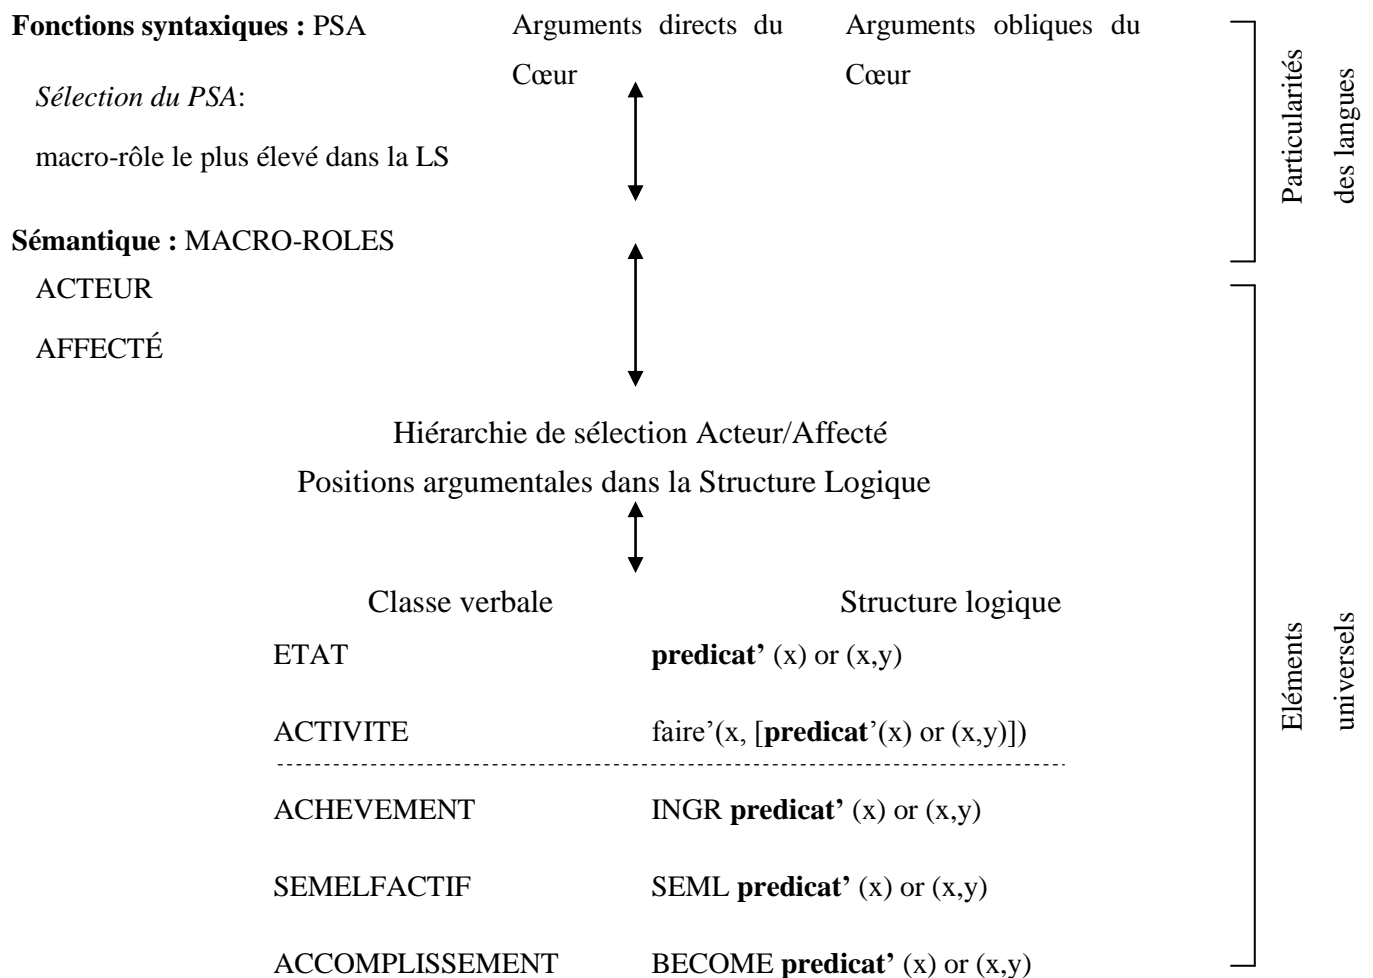 Fonctions syntaxiques : PSA
Arguments directs du
Cœur
Arguments obliques du
Cœur
Sélection du PSA:
macro-rôle le plus élevé dans la LS
Particularités
des langues
Sémantique : MACRO-ROLES
ACTEUR
AFFECTÉ
Hiérarchie de sélection Acteur/Affecté
Positions argumentales dans la Structure Logique
Classe verbale Structure logique
ETAT predicat’ (x) or (x,y)
ACTIVITE faire’(x, [predicat’(x) or (x,y)])
ACHEVEMENT INGR predicat’ (x) or (x,y)
SEMELFACTIF SEML predicat’ (x) or (x,y)
ACCOMPLISSEMENT BECOME predicat’ (x) or (x,y)
Eléments
universels